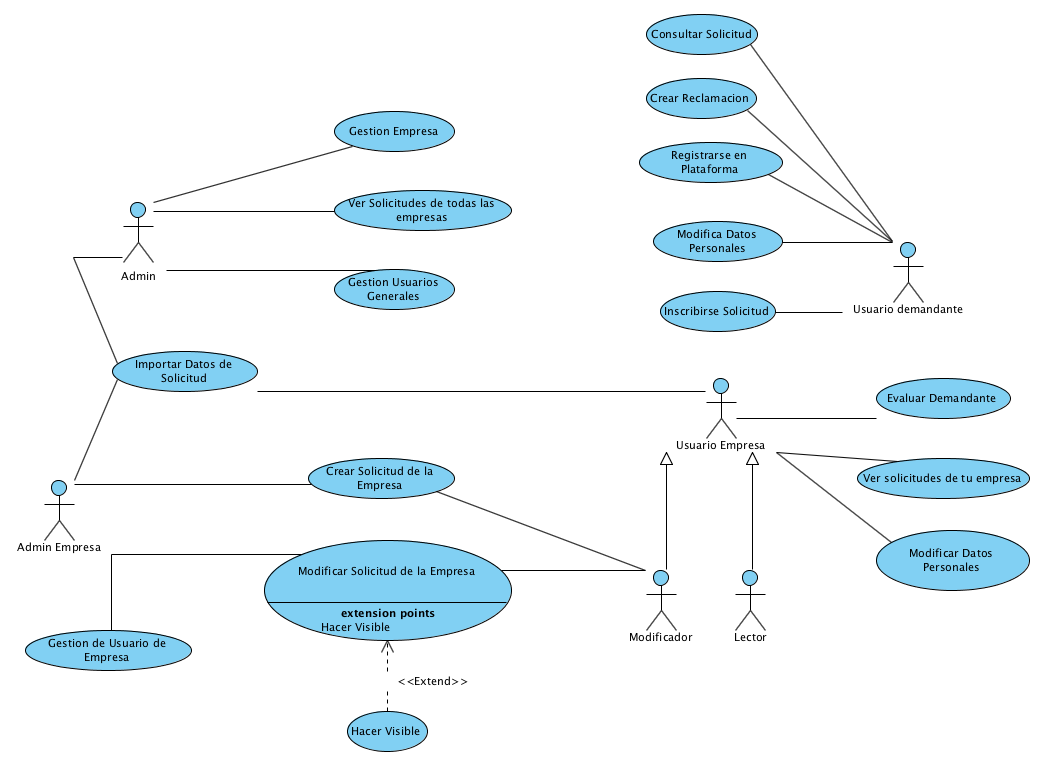 Consultar Solicitud
Crear Reclamacion
Gestion Empresa
Registrarse en
Plataforma
Ver Solicitudes de todas las
empresas
Modifica Datos
Personales
Admin
Gestion Usuarios
Generales
Inscribirse Solicitud
Usuario demandante
Importar Datos de
Solicitud
Evaluar Demandante
Usuario Empresa
Crear Solicitud de la
Empresa
Ver solicitudes de tu empresa
Admin Empresa
Modificar Datos
Personales
Modificar Solicitud de la Empresa
extension points
Hacer Visible
Modificador
Lector
Gestion de Usuario de
Empresa
<<Extend>>
Hacer Visible